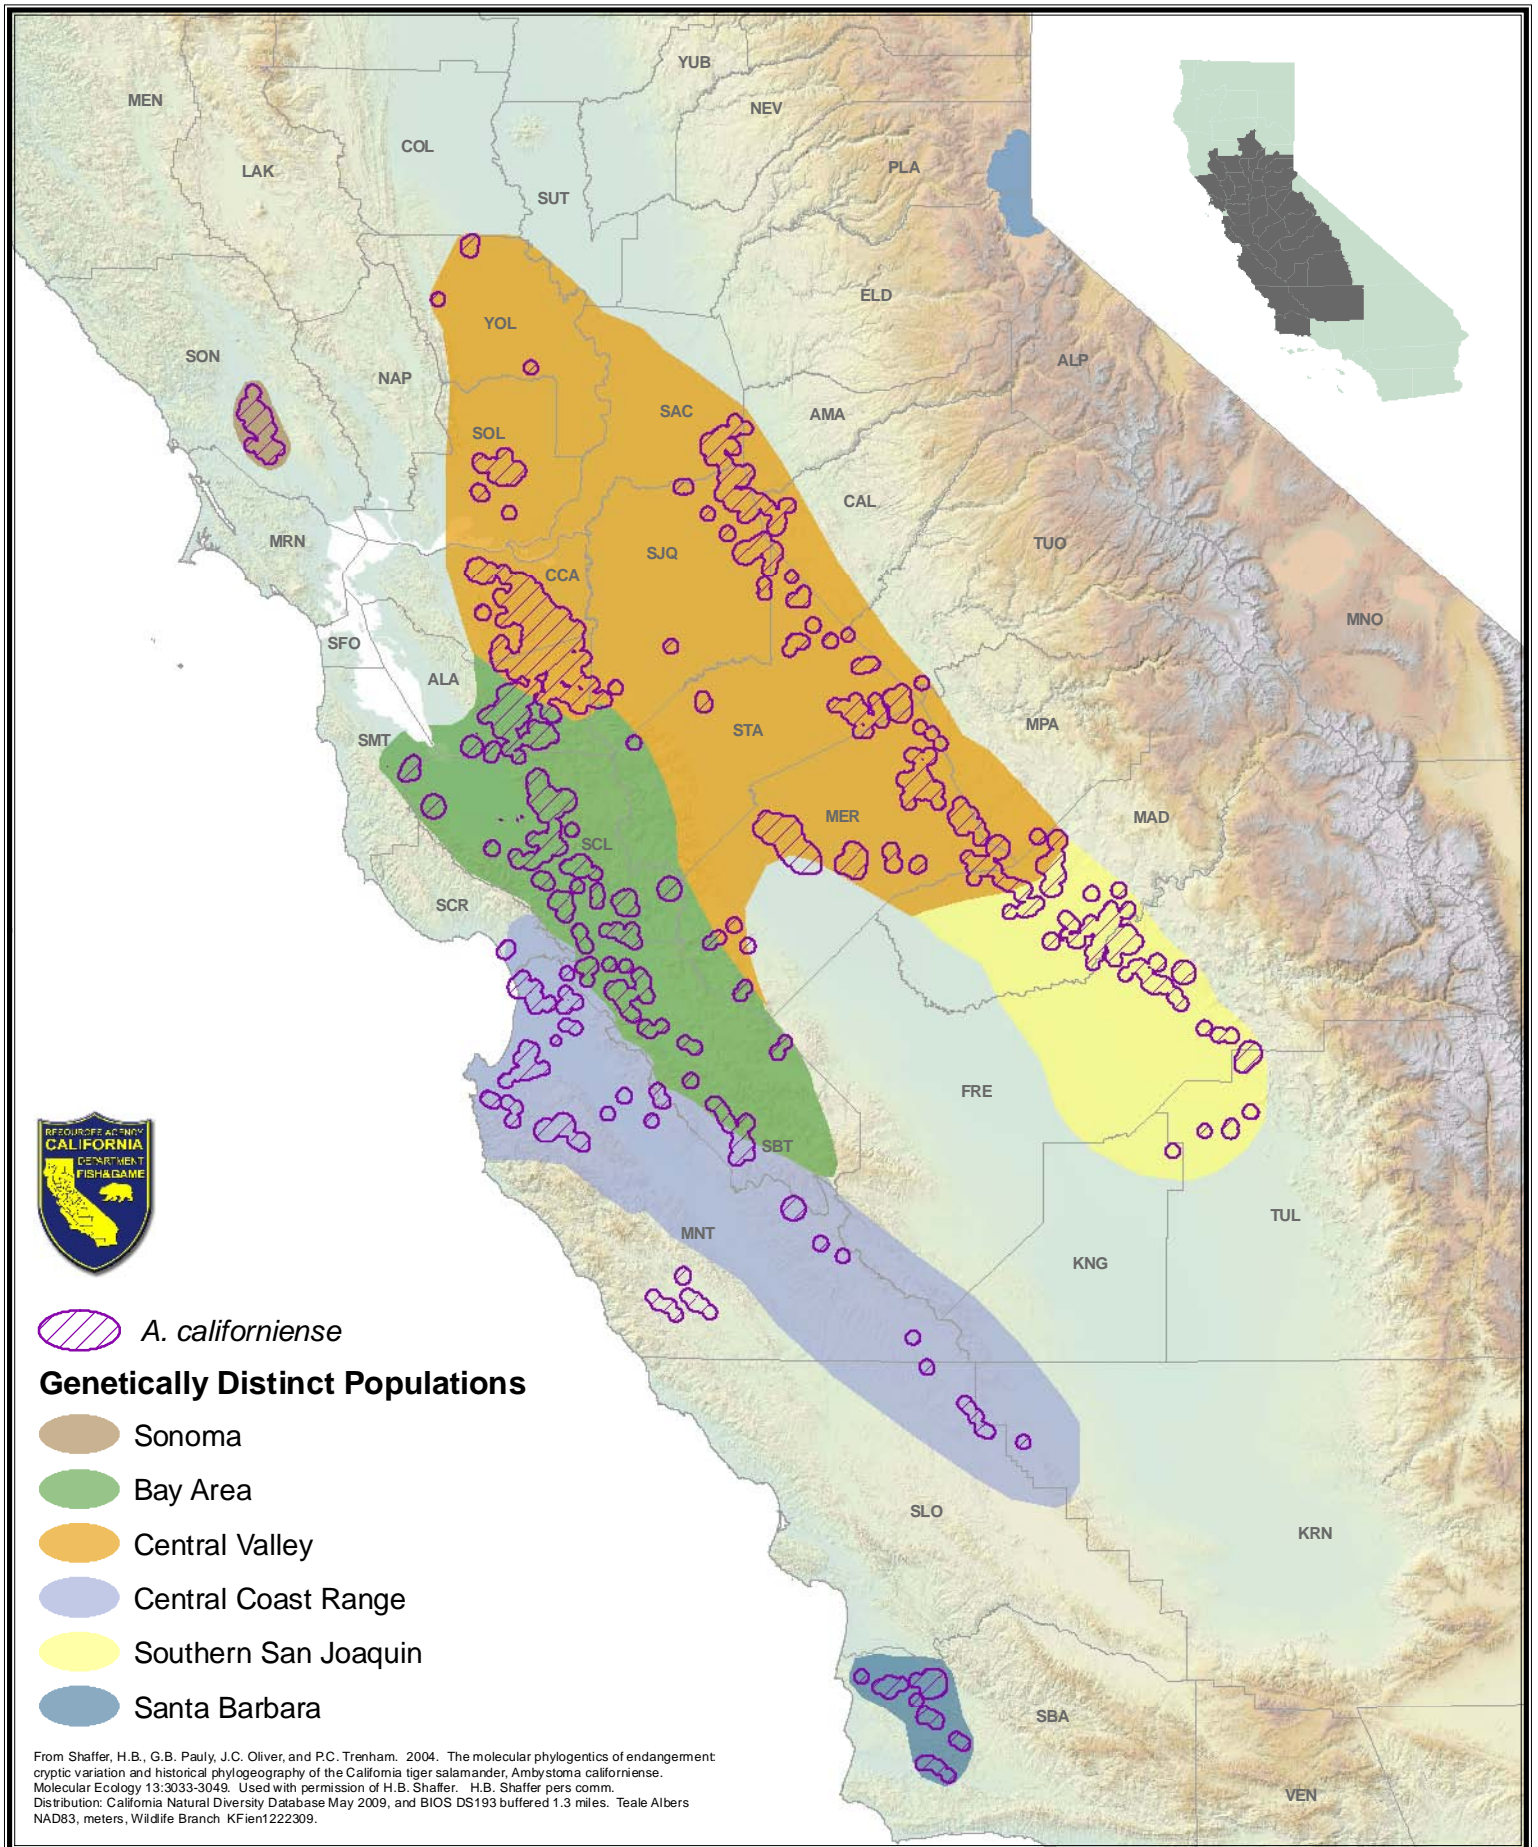 YUB
MEN
NEV
COL
PLA
LAK
SUT
ELD
YOL
SON
ALP
NAP
SAC
AMA
SOL
CAL
MRN
TUO
SJQ
CCA
MNO
SFO
ALA
MPA
STA
SMT
MER
MAD
SCL
SCR
FRE
RESOURCES AGENCY
CALIFORNIA
DEPARTMENT
FISH&GAME
SBT
TUL
MNT
KNG
A. californiense
Genetically Distinct Populations
Sonoma
Bay Area
SLO
KRN
Central Valley
Central Coast Range
Southern San Joaquin
Santa Barbara
SBA
VEN
From Shaffer, H.B., G.B. Pauly, J.C. Oliver, and P.C. Trenham. 2004. The molecular phylogentics of endangerment:
cryptic variation and historical phylogeography of the California tiger salamander, Ambystoma californiense.
Molecular Ecology 13:3033-3049. Used with permission of H.B. Shaffer. H.B. Shaffer pers comm.
Distribution: California Natural Diversity Database May 2009, and BIOS DS193 buffered 1.3 miles. Teale Albers
NAD83, meters, Wildlife Branch KFien1222309.